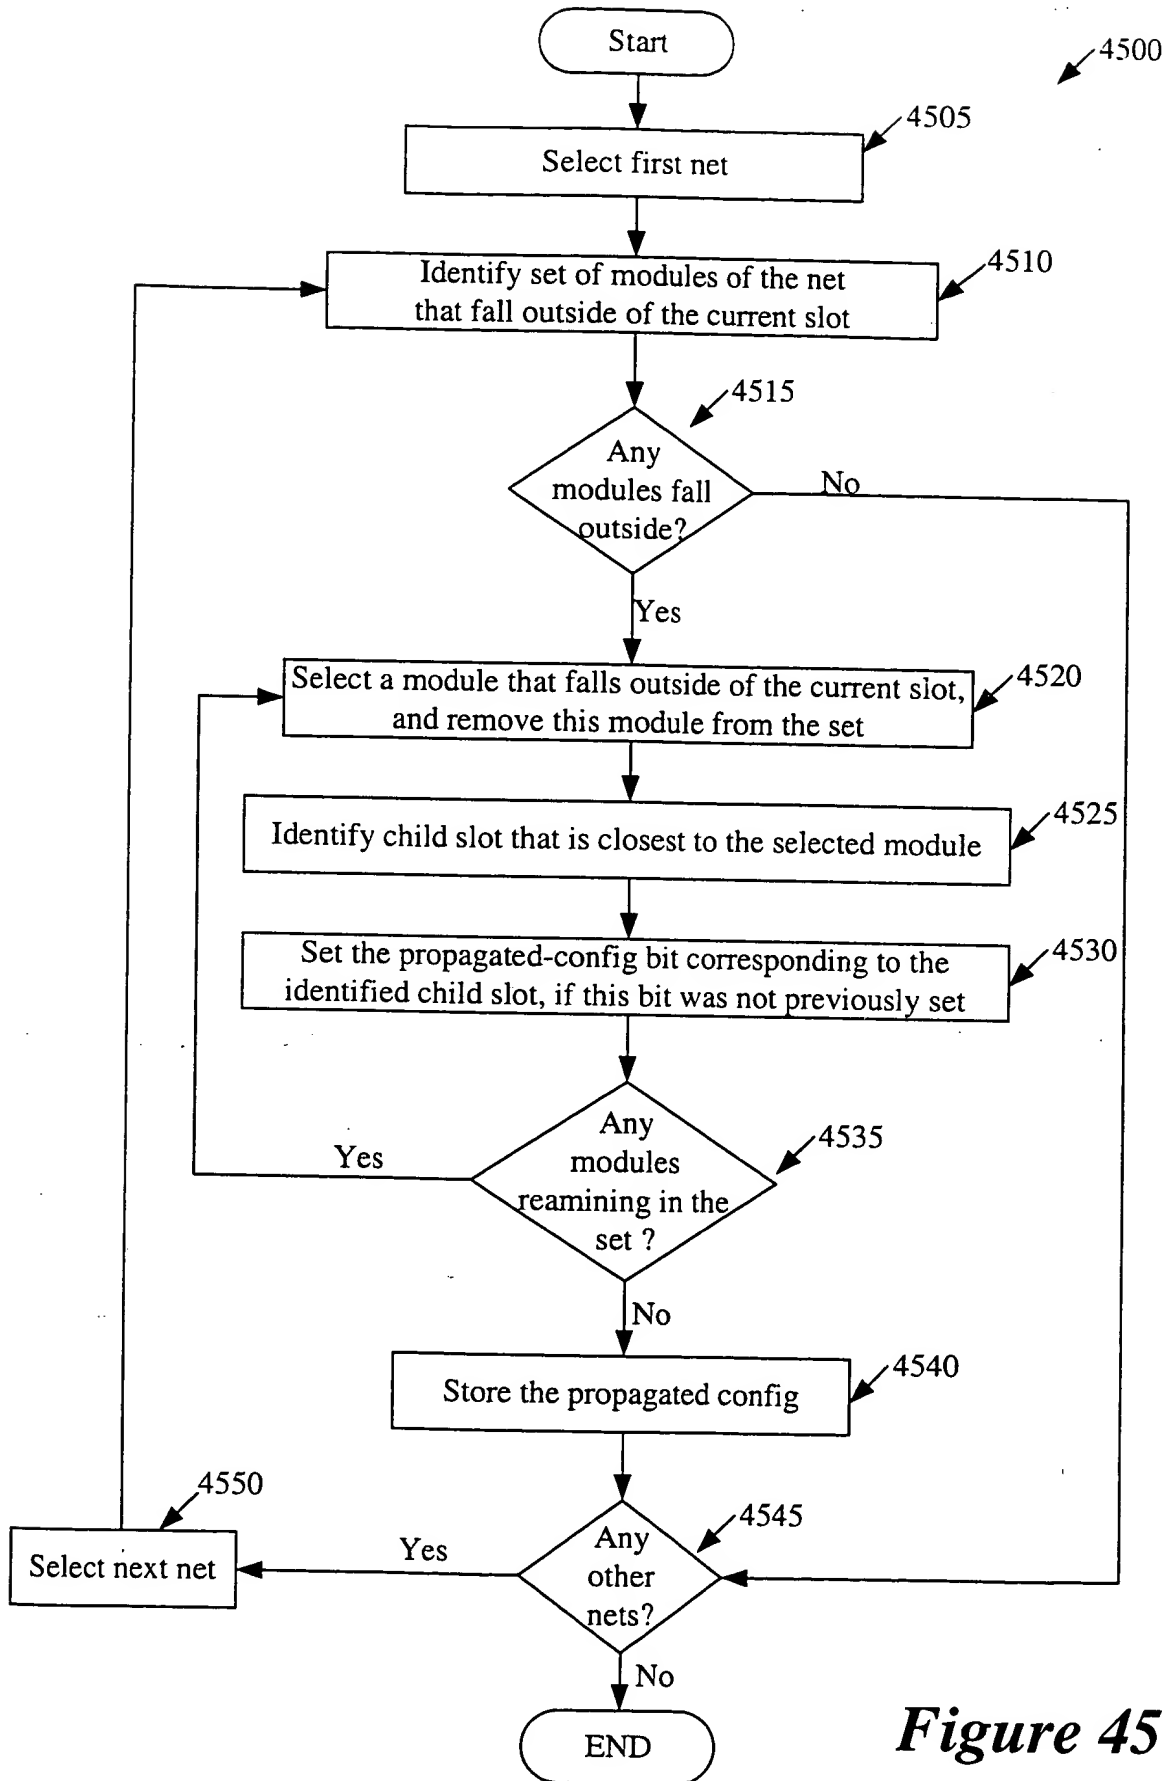 Start
4500
4505
Select first net
4510
Identify set of modules of the net
that fall outside of the current slot
4515
Any
modules fall
outside?
No
Yes
4520
Select a module that falls outside of the current slot,
and remove this module from the set
4525
Identify child slot that is closest to the selected module
4530
Set the propagated-config bit corresponding to the
identified child slot, if this bit was not previously set
4535
Any
modules
reamining in the
set ?
Yes
No
4540
Store the propagated config
4550
Select next net
Yes
4545
Any
other
nets?
No
END
Figure 45